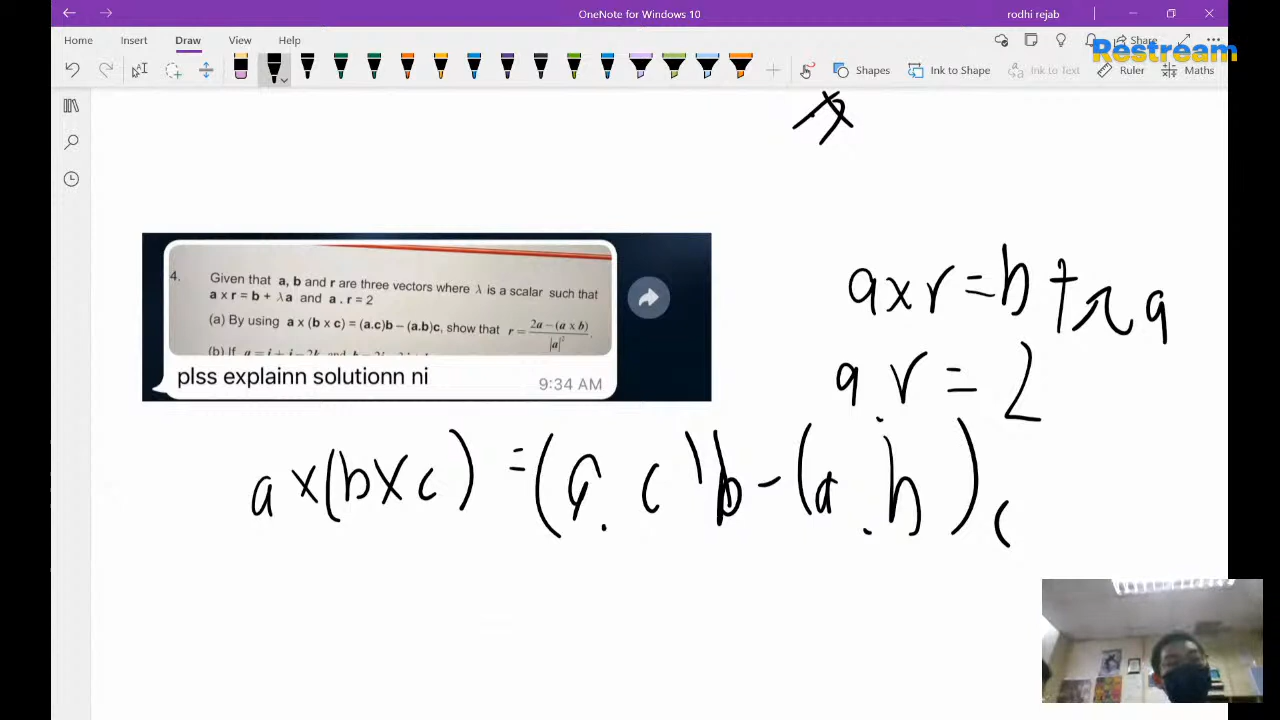 OneNote for Windows 10
rodhi rejab
Home Insert Draw View Help
Share
Restream
Shapes Ink to Shape Ink to Text Ruler Maths
4. Given that a, b and r are three vectors where λ is a scalar such that
a x r = b + λa and a . r = 2
(a) By using a x (b x c) = (a.c)b – (a.b)c, show that r = 2a – (a x b) / |a|²
plss explainn solutionn ni
9:34 AM
a x r = b + λa
a . r = 2
a x (b x c) = (a . c) b - (a . b) c